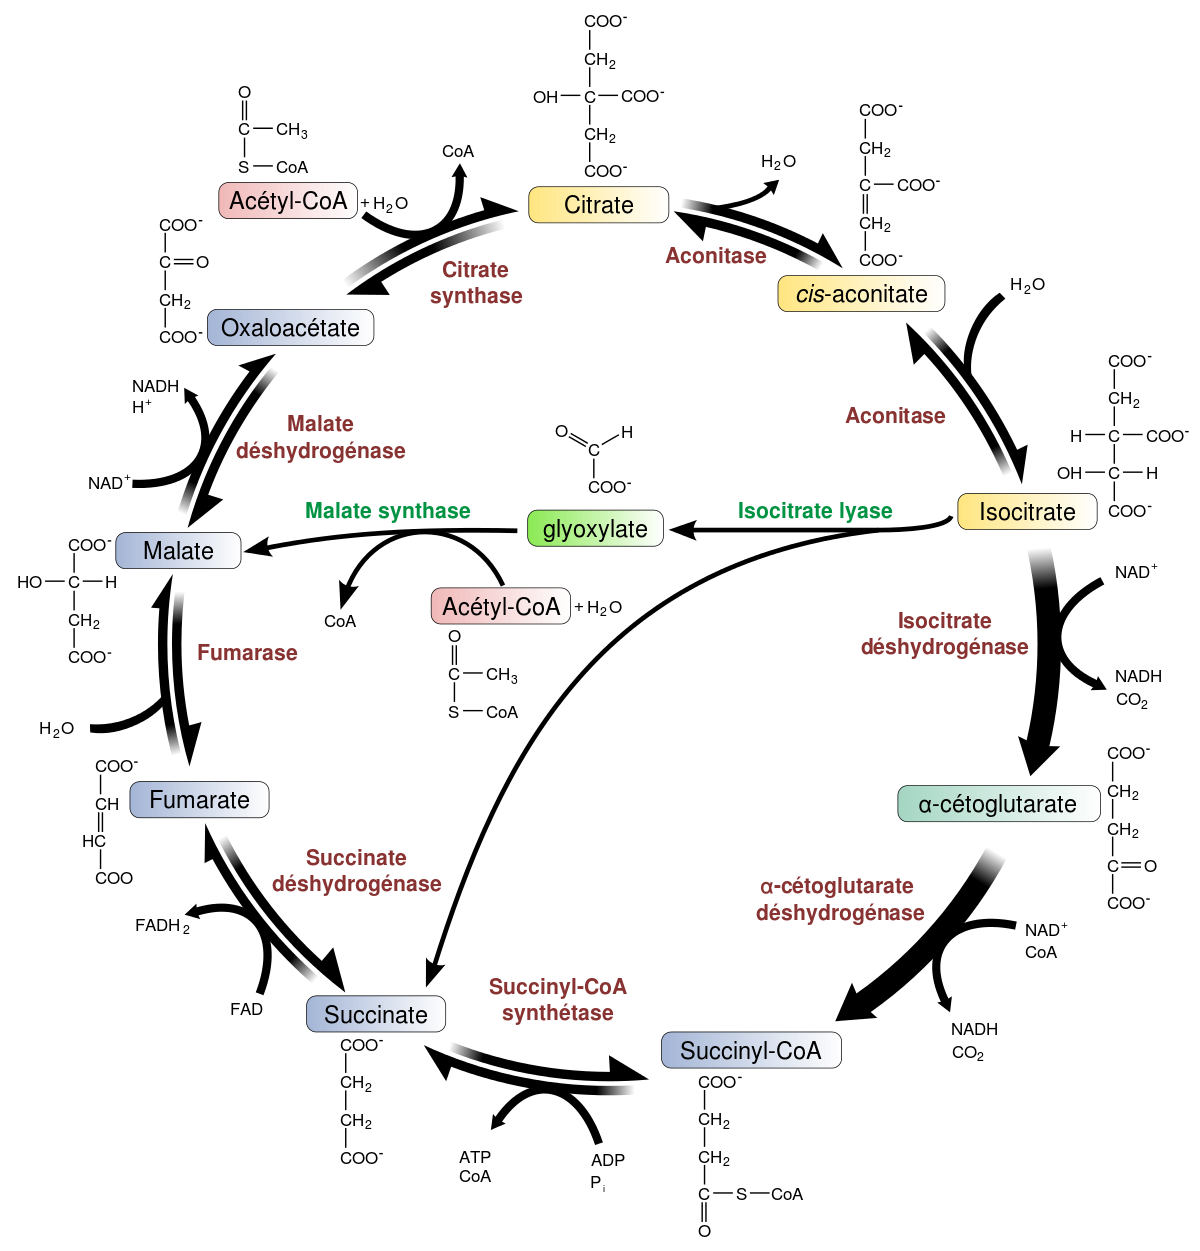 COO-
CH2
OH C COO-
CH2
COO-
Citrate
O
C CH3
S CoA
Acétyl-CoA + H2O
CoA
Citrate
synthase
H2O
Aconitase
COO-
CH2
C COO-
CH2
COO-
cis-aconitate
COO-
C O
CH2
COO-
Oxaloacétate
H2O
Aconitase
NADH
H+
NAD+
Malate
déshydrogénase
COO-
CH2
H C COO-
OH C H
COO-
Isocitrate
O H
C
COO-
glyoxylate
Isocitrate lyase
Malate synthase
CoA
Acétyl-CoA + H2O
O
C CH3
S CoA
Malate
COO-
HO C H
CH2
COO-
Fumarase
H2O
NAD+
Isocitrate
déshydrogénase
NADH
CO2
COO-
CH
HC
COO
Fumarate
α-cétoglutarate
COO-
CH2
CH2
C O
COO-
Succinate
déshydrogénase
FADH2
FAD
α-cétoglutarate
déshydrogénase
NAD+
CoA
NADH
CO2
Succinate
COO-
CH2
CH2
COO-
Succinyl-CoA
synthétase
ATP
CoA
ADP
Pi
Succinyl-CoA
COO-
CH2
CH2
C S CoA
O